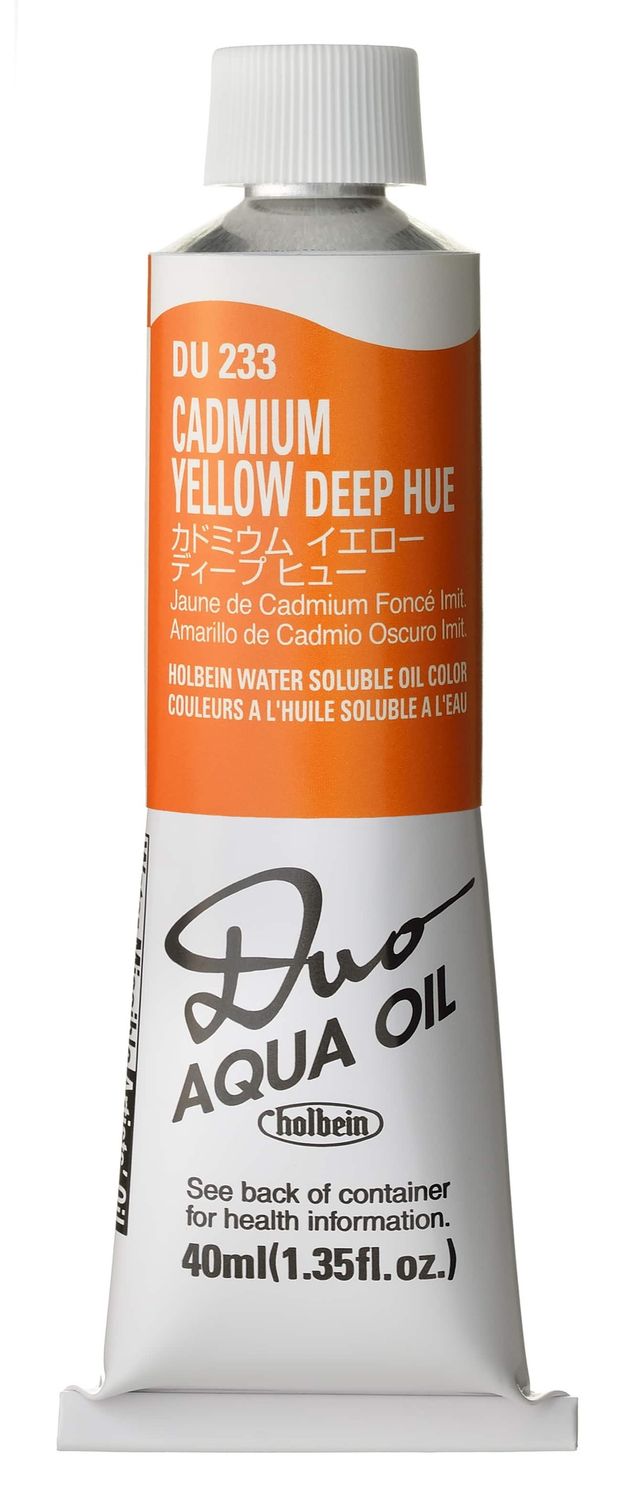 DU 233
CADMIUM
YELLOW DEEP HUE
カドミウム イエロー
ディープ ヒュー
Jaune de Cadmium Foncé Imit.
Amarillo de Cadmio Oscuro Imit.
HOLBEIN WATER SOLUBLE OIL COLOR
COULEURS A L'HUILE SOLUBLE A L'EAU
Duo
AQUA OIL
holbein
See back of container
for health information.
40ml(1.35fl.oz.)
Oil